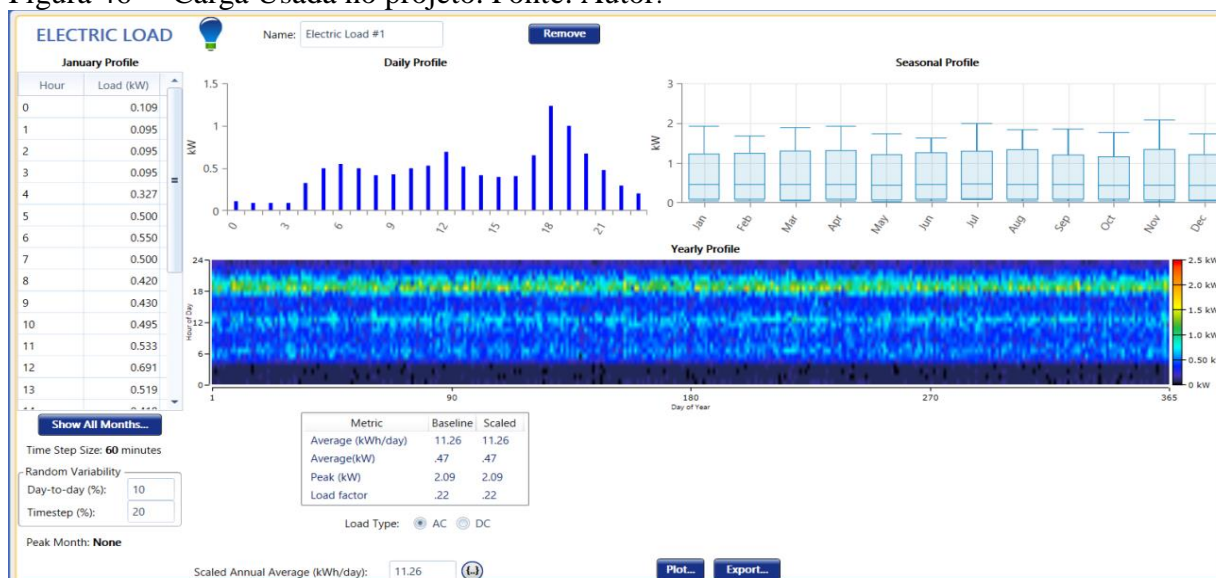 Figura 46 – Carga Usada no projeto. Fonte: Autor.
ELECTRIC LOAD
Name: Electric Load #1
Remove
January Profile
Hour Load (kW)
0 0.109
1 0.095
2 0.095
3 0.095
4 0.327
5 0.500
6 0.550
7 0.500
8 0.420
9 0.430
10 0.495
11 0.533
12 0.691
13 0.519
Show All Months...
Time Step Size: 60 minutes
Random Variability
Day-to-day (%): 10
Timestep (%): 20
Peak Month: None
Daily Profile
kW
1.5
1
0.5
0
0 3 6 9 12 15 18 21
Seasonal Profile
kW
3
2
1
0
Jan Feb Mar Apr May Jun Jul Aug Sep Oct Nov Dec
Yearly Profile
Hour of Day
24
18
12
6
0
1 90 180 270 365
Day of Year
2.5 kW
2.0 kW
1.5 kW
1.0 kW
0.50 kW
0 kW
Metric Baseline Scaled
Average (kWh/day) 11.26 11.26
Average(kW) .47 .47
Peak (kW) 2.09 2.09
Load factor .22 .22
Load Type: AC DC
Scaled Annual Average (kWh/day): 11.26 {..}
Plot... Export...